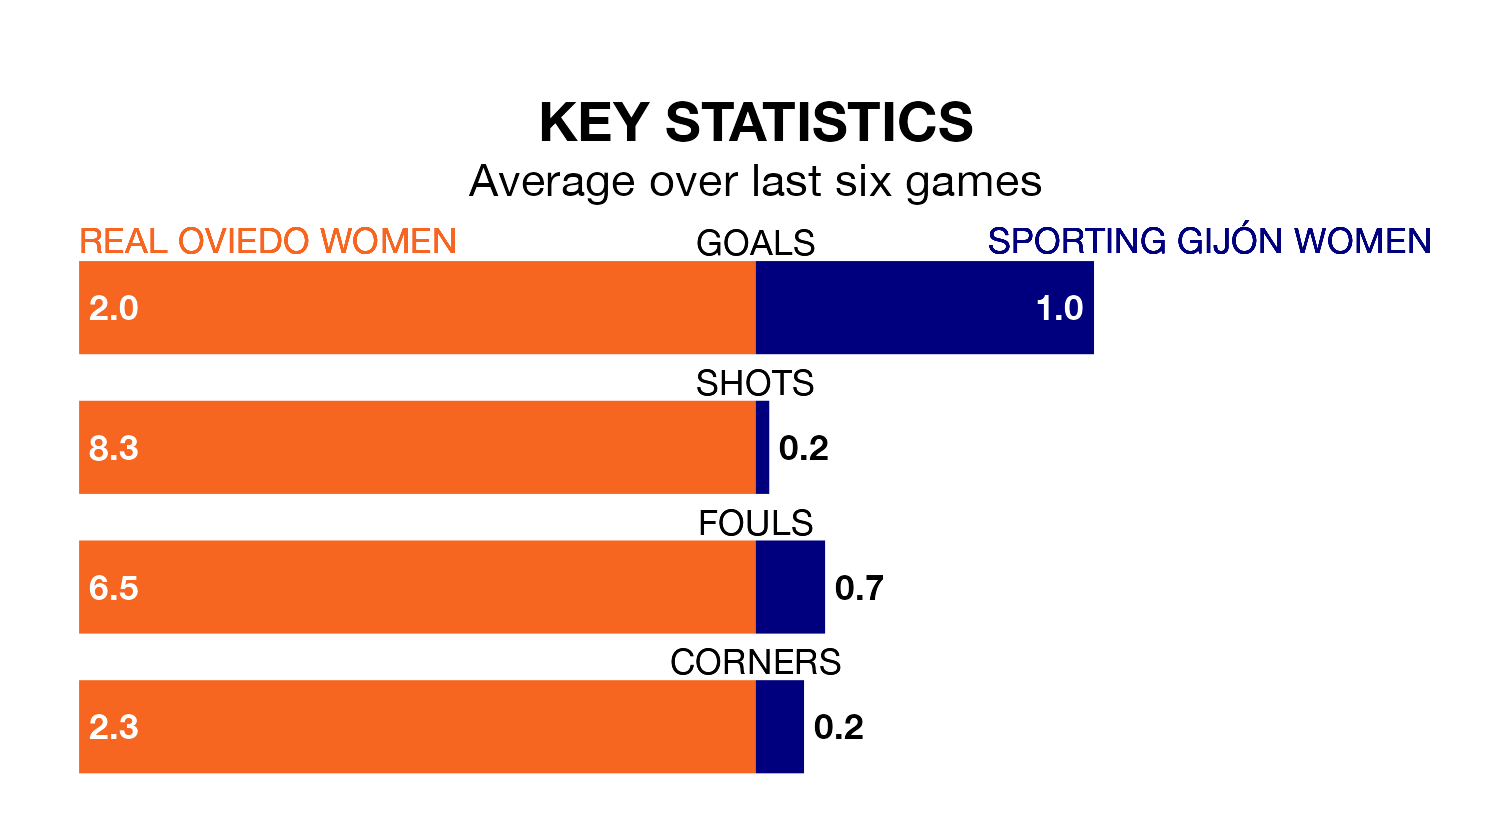 KEY STATISTICS
Average over last six games
REAL OVIEDO WOMEN GOALS SPORTING GIJÓN WOMEN
2.0 1.0
SHOTS
8.3 0.2
FOULS
6.5 0.7
CORNERS
2.3 0.2